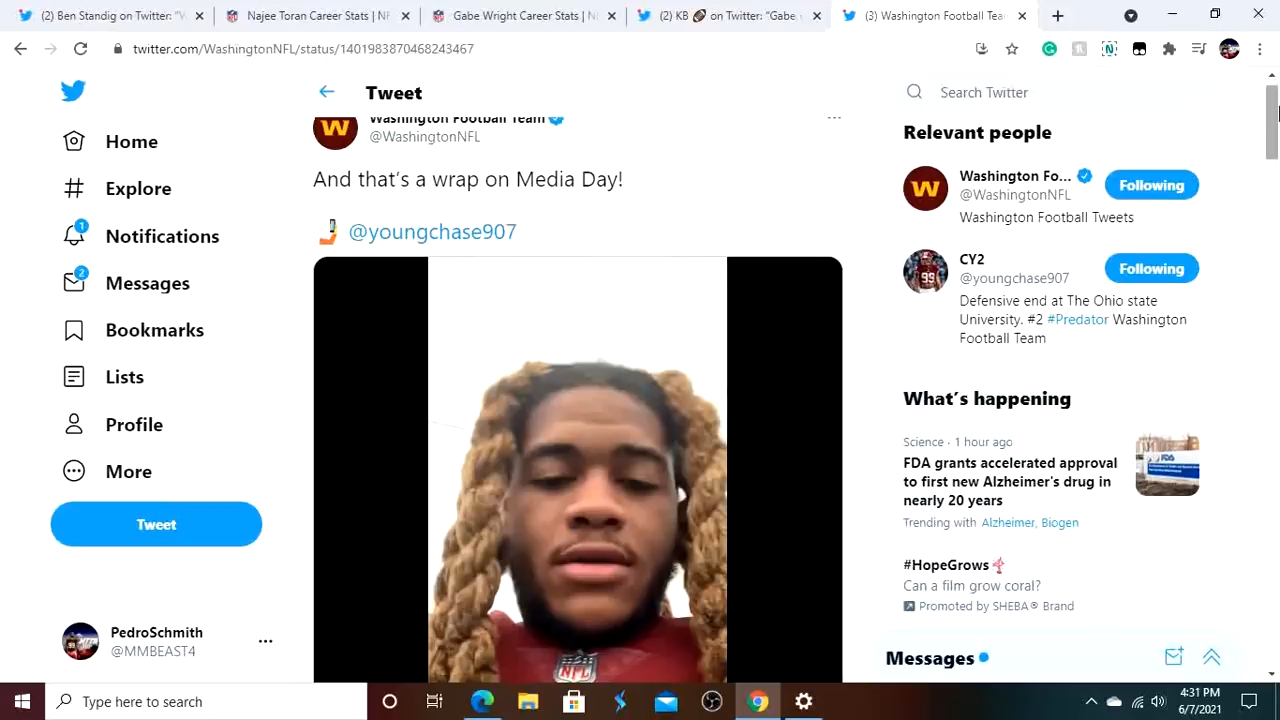 (2) Ben Standig on Twitter: "\
Najee Toran Career Stats | NF
Gabe Wright Career Stats | NFL
(2) KB 🏈 on Twitter: "Gabe
(3) Washington Football Tea
twitter.com/WashingtonNFL/status/1401983870468243467
Tweet
Search Twitter
Washington Football Team
@WashingtonNFL
And that's a wrap on Media Day!
🤳 @youngchase907
Home
Explore
1
Notifications
2
Messages
Bookmarks
Lists
Profile
More
Tweet
PedroSchmith
@MMBEAST4
W
NFL
Relevant people
W
Washington Fo...
@WashingtonNFL
Following
Washington Football Tweets
99
CY2
@youngchase907
Following
Defensive end at The Ohio state
University. #2 #Predator Washington
Football Team
What's happening
Science · 1 hour ago
FDA grants accelerated approval
to first new Alzheimer's drug in
nearly 20 years
Trending with Alzheimer, Biogen
FDA
#HopeGrows
Can a film grow coral?
Promoted by SHEBA® Brand
Messages
Type here to search
4:31 PM
6/7/2021